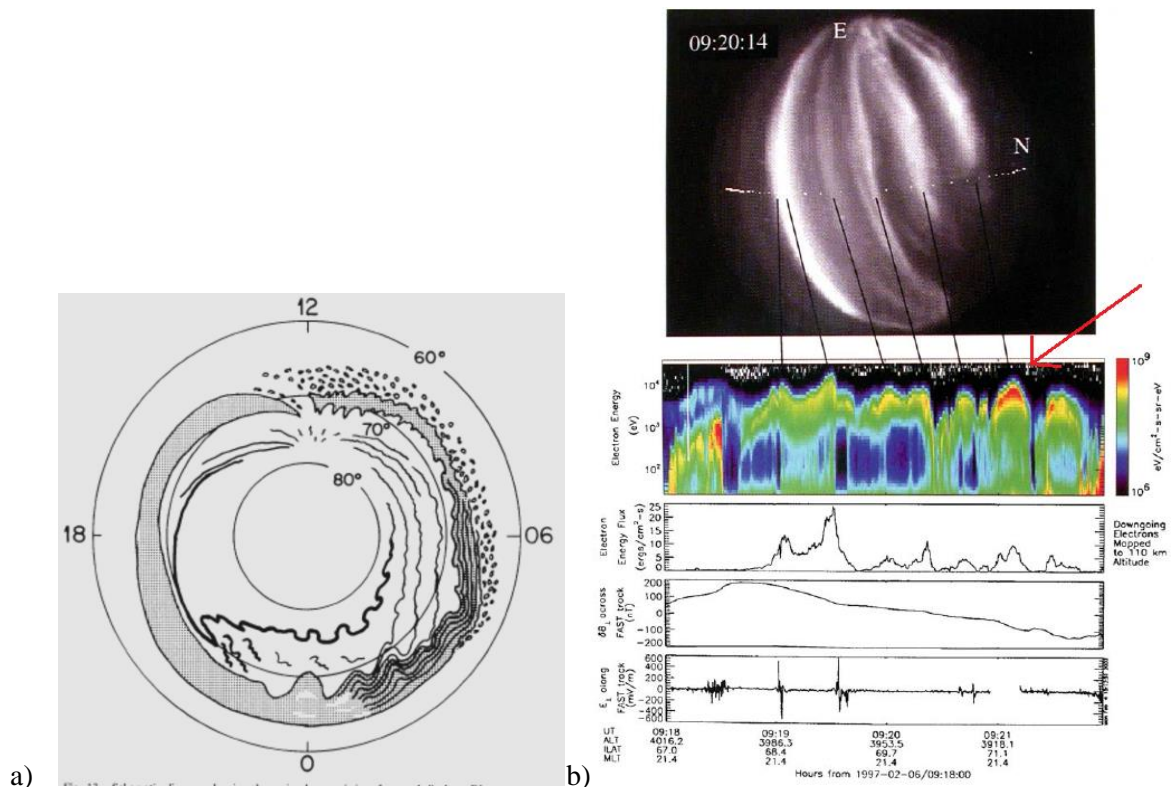 09:20:14
E
N
12
60°
70°
80°
18
06
0
a)
b)
10⁴
10³
10²
Electron Energy
(eV)
10⁹
10⁶
eV/cm²-s-sr-eV
Electron
Energy Flux
(ergs/cm²-s)
25
20
15
10
5
0
Downgoing
Electrons
Mapped
to 110 km
Altitude
δB⊥ across
FAST track
(nT)
200
100
0
-100
-200
E⊥ along
FAST track
(mV/m)
600
400
200
0
-200
-400
-600
UT 09:18 09:19 09:20 09:21
ALT 4016.2 3986.3 3953.5 3918.1
ILAT 67.0 68.4 69.7 71.1
MLT 21.4 21.4 21.4 21.4
Hours from 1997-02-06/09:18:00